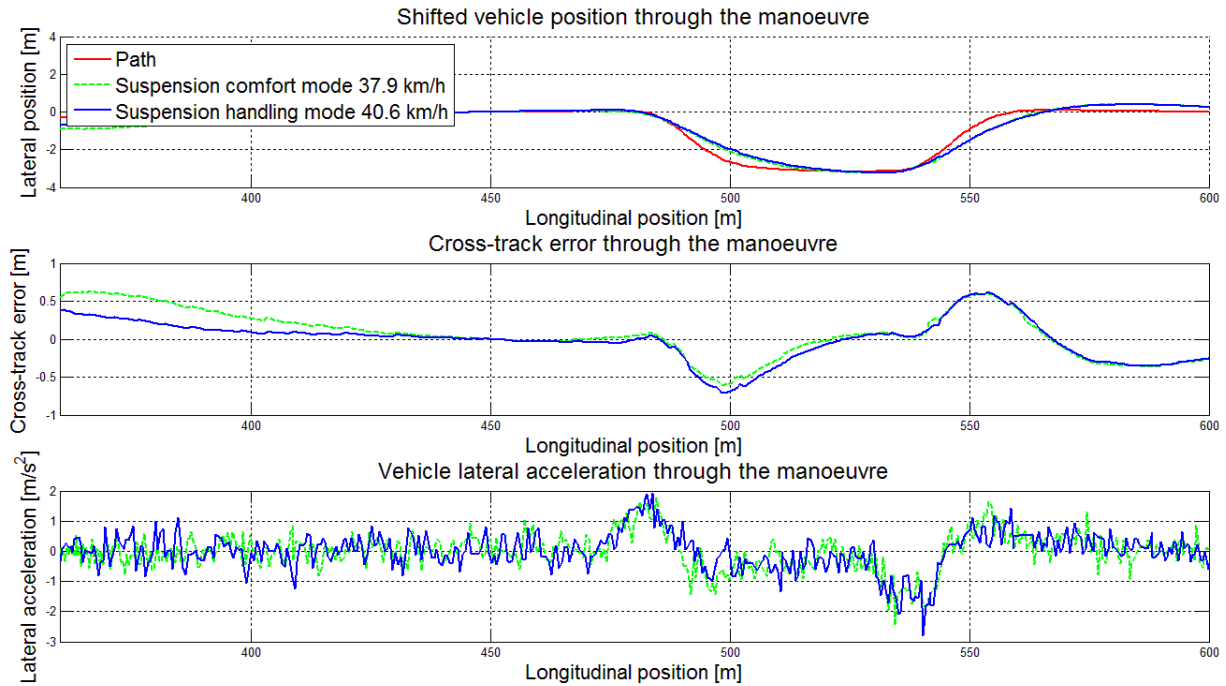 Shifted vehicle position through the manoeuvre
Lateral position [m]
4
2
0
-2
-4
Path
Suspension comfort mode 37.9 km/h
Suspension handling mode 40.6 km/h
400
450
500
550
600
Longitudinal position [m]
Cross-track error through the manoeuvre
Cross-track error [m]
1
0.5
0
-0.5
-1
400
450
500
550
600
Longitudinal position [m]
Vehicle lateral acceleration through the manoeuvre
Lateral acceleration [m/s²]
2
1
0
-1
-2
-3
400
450
500
550
600
Longitudinal position [m]